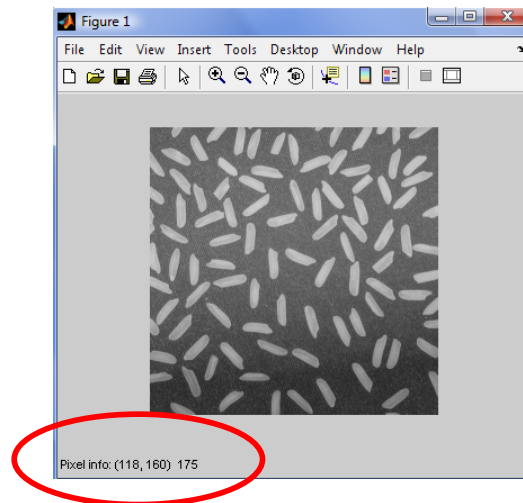 Figure 1
File Edit View Insert Tools Desktop Window Help
Pixel info: (118, 160) 175